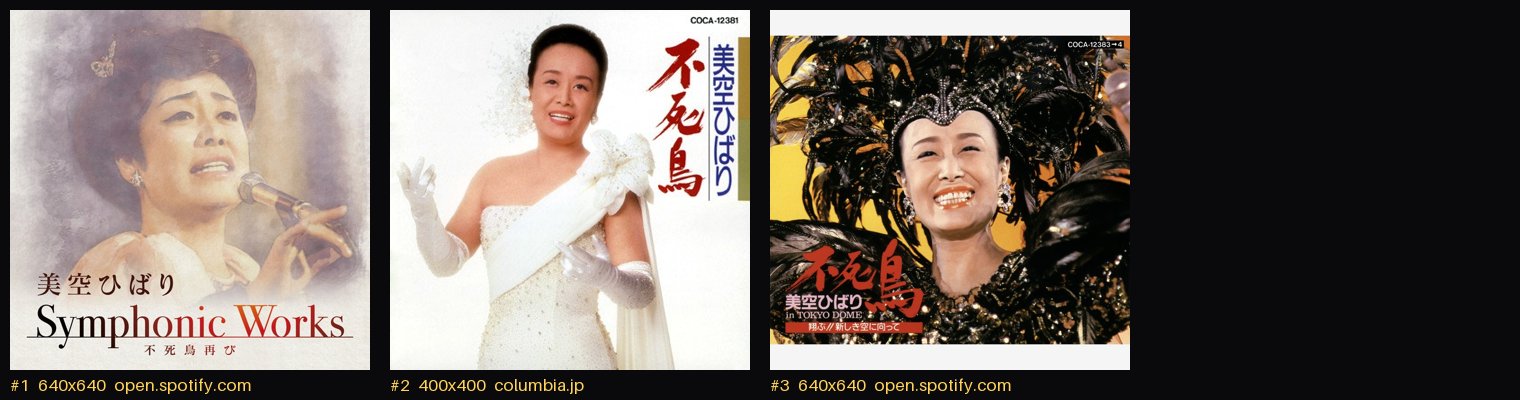 美空ひばり
Symphonic Works
不死鳥再び
#1 640x640 open.spotify.com
COCA-12381
不死鳥
美空ひばり
#2 400x400 columbia.jp
COCA-12383→4
不死鳥
美空ひばり
in TOKYO DOME
翔ぶ!!新しき空に向って
#3 640x640 open.spotify.com